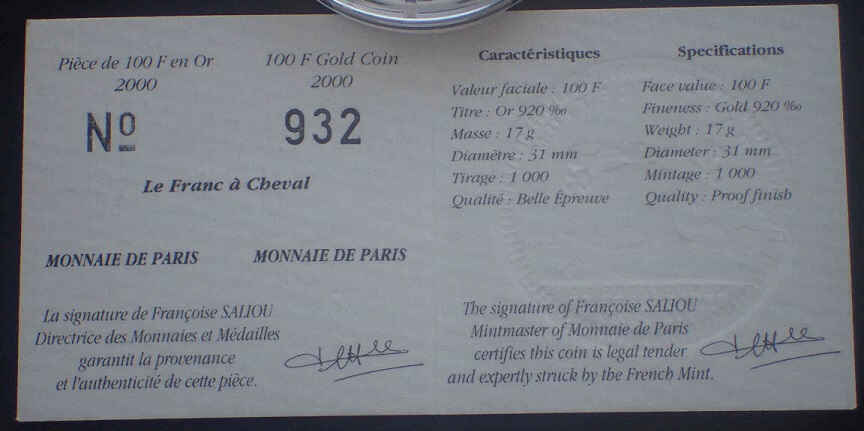 Pièce de 100 F en Or
2000
100 F Gold Coin
2000
Nº 932
Le Franc à Cheval
MONNAIE DE PARIS
MONNAIE DE PARIS
La signature de Françoise SALIOU
Directrice des Monnaies et Médailles
garantit la provenance
et l'authenticité de cette pièce.
Caractéristiques
Valeur faciale : 100 F
Titre : Or 920 ‰
Masse : 17 g
Diamètre : 31 mm
Tirage : 1 000
Qualité : Belle Épreuve
Specifications
Face value : 100 F
Fineness : Gold 920 ‰
Weight : 17 g
Diameter : 31 mm
Mintage : 1 000
Quality : Proof finish
The signature of Françoise SALIOU
Mintmaster of Monnaie de Paris
certifies this coin is legal tender
and expertly struck by the French Mint.